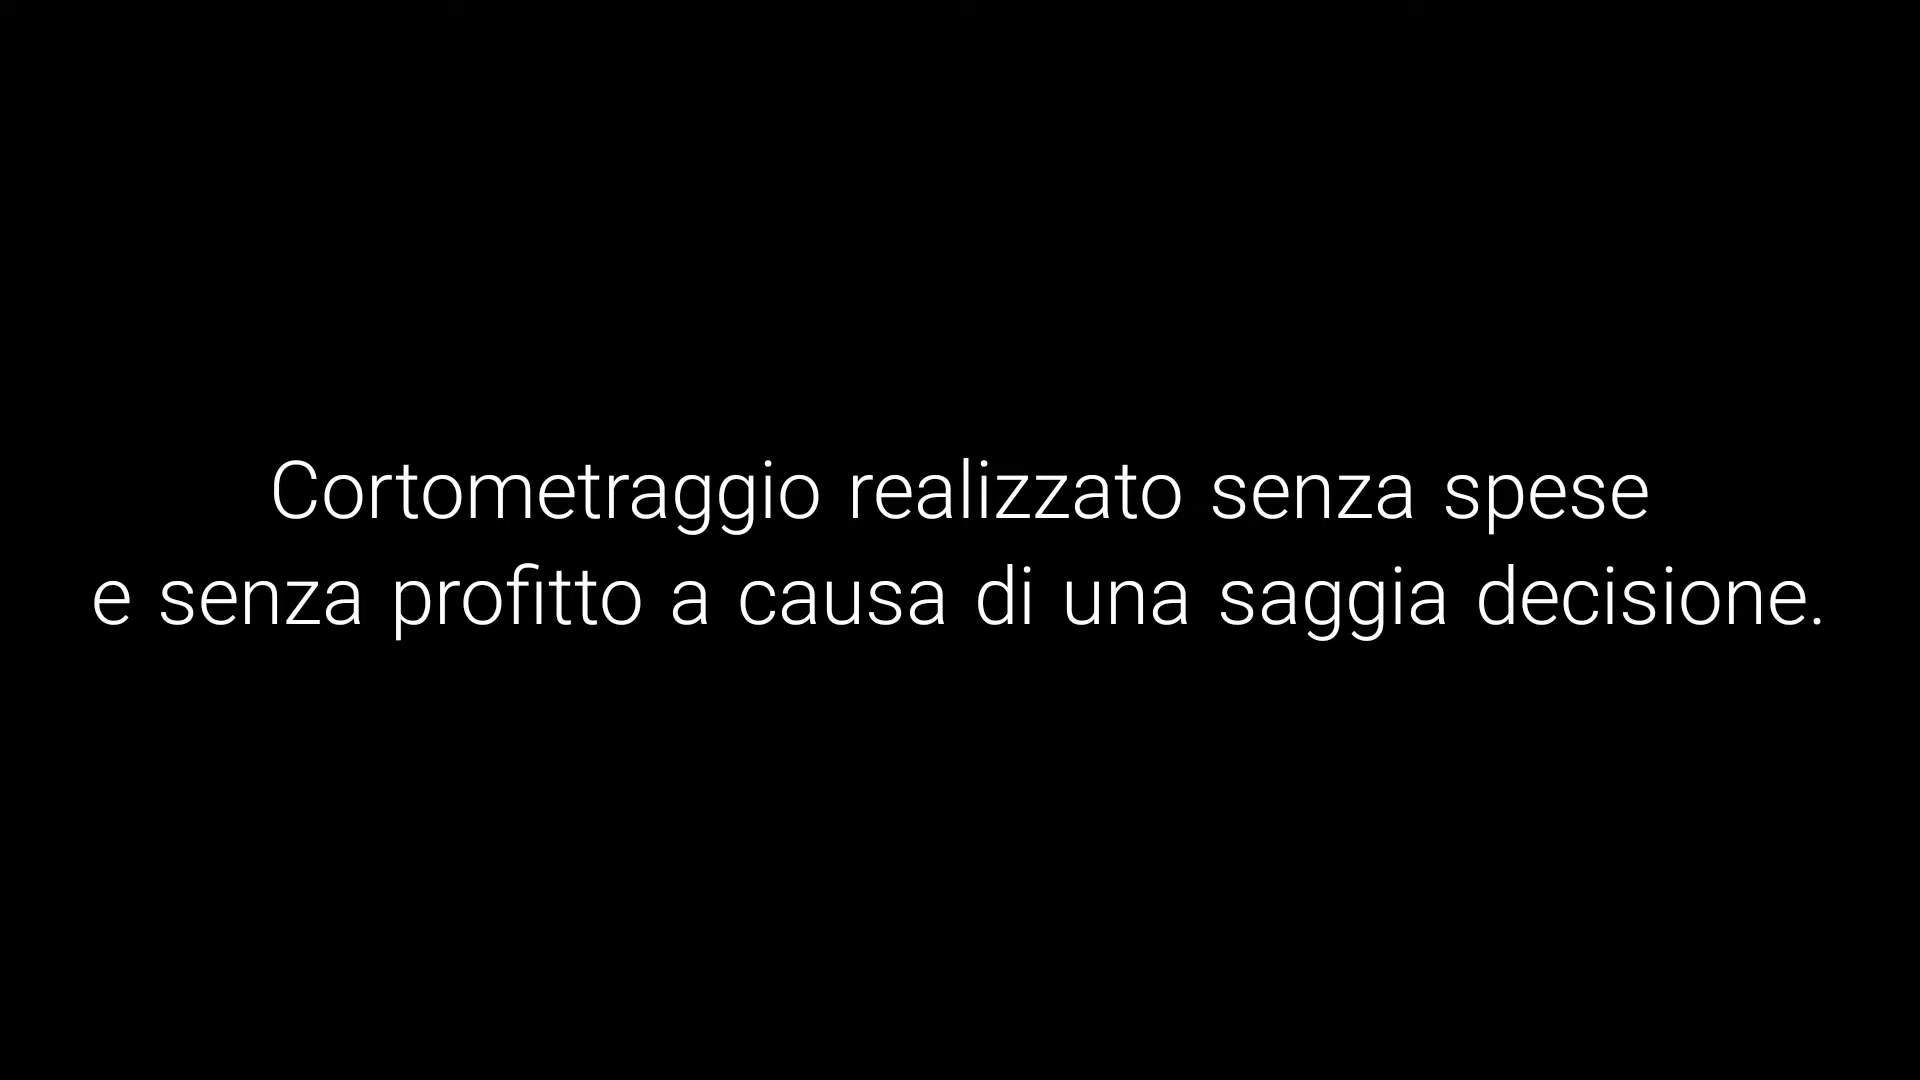 Cortometraggio realizzato senza spese
e senza profitto a causa di una saggia decisione.